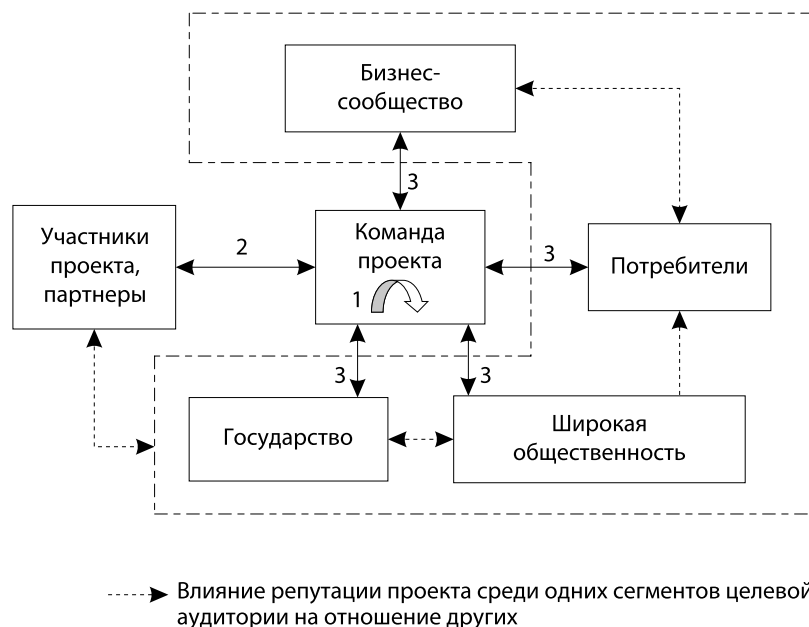 Бизнес-
сообщество
3
Участники
проекта,
партнеры
2
Команда
проекта
1
3
Потребители
3
3
Государство
Широкая
общественность
Влияние репутации проекта среди одних сегментов целевой
аудитории на отношение других